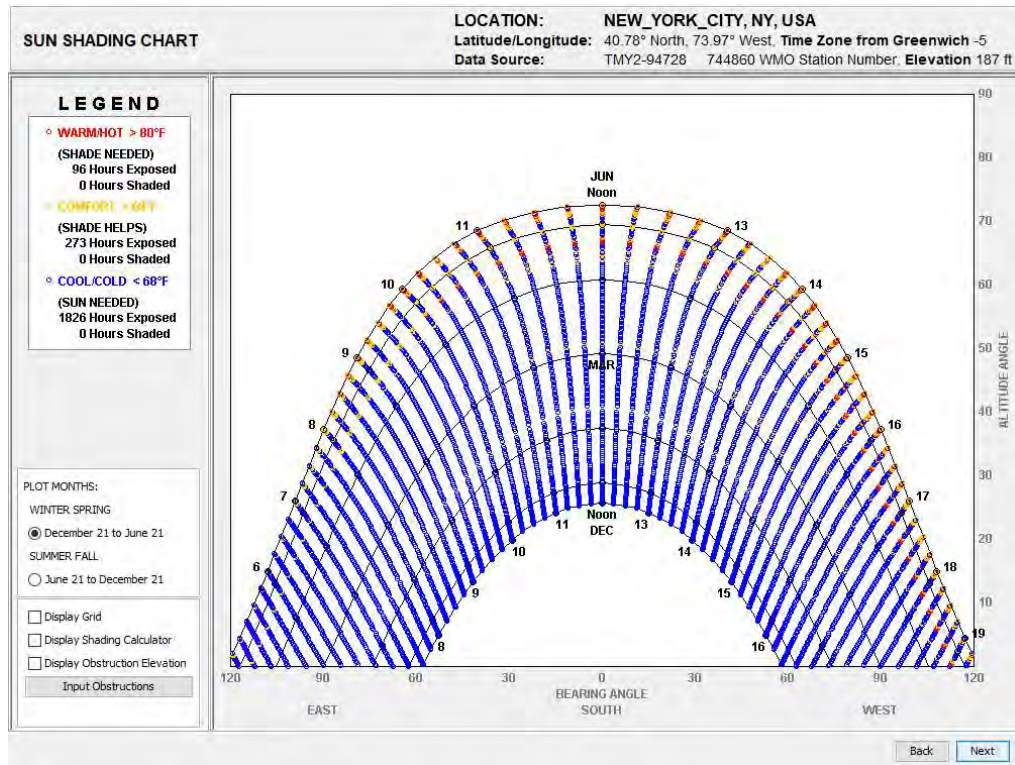 SUN SHADING CHART
LOCATION: NEW_YORK_CITY, NY, USA
Latitude/Longitude: 40.78° North, 73.97° West, Time Zone from Greenwich -5
Data Source: TMY2-94728 744860 WMO Station Number, Elevation 187 ft
LEGEND
WARM/HOT > 80°F
(SHADE NEEDED)
96 Hours Exposed
0 Hours Shaded
COMFORT > 68°F
(SHADE HELPS)
273 Hours Exposed
0 Hours Shaded
COOL/COLD < 68°F
(SUN NEEDED)
1826 Hours Exposed
0 Hours Shaded
PLOT MONTHS:
WINTER SPRING
December 21 to June 21
SUMMER FALL
June 21 to December 21
Display Grid
Display Shading Calculator
Display Obstruction Elevation
Input Obstructions
90
80
70
60
50
40
30
20
10
ALTITUDE ANGLE
JUN
Noon
11 13
10 14
9 15
8 16
7 17
6 18
19
MAR
Noon
DEC
11 13
10 14
9 15
8 16
120 90 60 30 0 30 60 90 120
BEARING ANGLE
EAST SOUTH WEST
Back Next